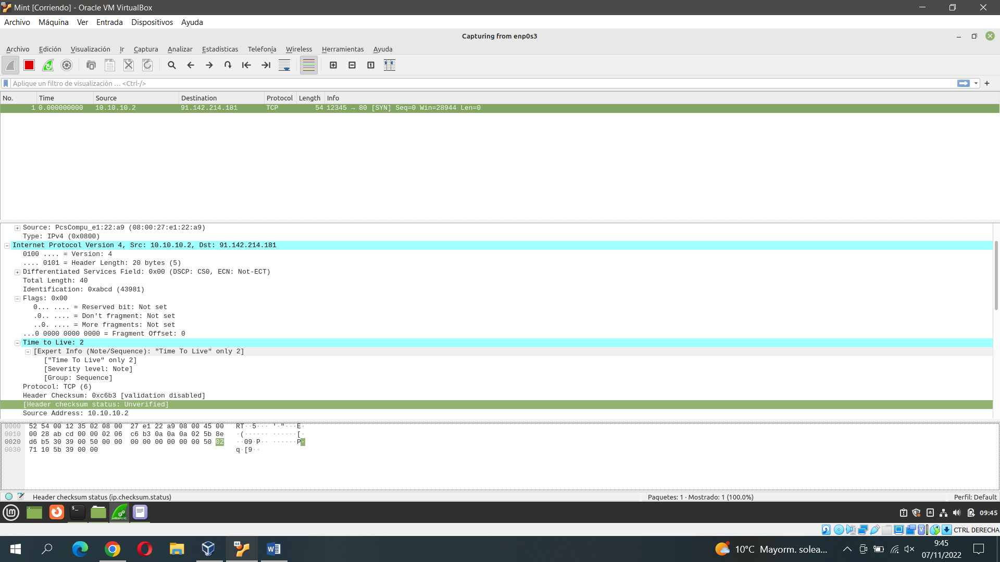 Mint [Corriendo] - Oracle VM VirtualBox
Archivo Máquina Ver Entrada Dispositivos Ayuda
Capturing from enp0s3
Archivo Edición Visualización Ir Captura Analizar Estadísticas Telefonía Wireless Herramientas Ayuda
Aplique un filtro de visualización … <Ctrl-/>
No. Time Source Destination Protocol Length Info
1 0.000000000 10.10.10.2 91.142.214.181 TCP 54 12345 → 80 [SYN] Seq=0 Win=28944 Len=0
Source: PcsCompu_e1:22:a9 (08:00:27:e1:22:a9)
Type: IPv4 (0x0800)
Internet Protocol Version 4, Src: 10.10.10.2, Dst: 91.142.214.181
0100 .... = Version: 4
.... 0101 = Header Length: 20 bytes (5)
Differentiated Services Field: 0x00 (DSCP: CS0, ECN: Not-ECT)
Total Length: 40
Identification: 0xabcd (43981)
Flags: 0x00
0... .... = Reserved bit: Not set
.0.. .... = Don't fragment: Not set
..0. .... = More fragments: Not set
...0 0000 0000 0000 = Fragment Offset: 0
Time to Live: 2
[Expert Info (Note/Sequence): "Time To Live" only 2]
["Time To Live" only 2]
[Severity level: Note]
[Group: Sequence]
Protocol: TCP (6)
Header Checksum: 0xc6b3 [validation disabled]
[Header checksum status: Unverified]
Source Address: 10.10.10.2
0000 52 54 00 12 35 02 08 00 27 e1 22 a9 08 00 45 00 RT··5··· '·"···E·
0010 00 28 ab cd 00 00 02 06 c6 b3 0a 0a 0a 02 5b 8e ·(······ ······[·
0020 d6 b5 30 39 00 50 00 00 00 00 00 00 00 00 50 02 ··09·P·· ······P·
0030 71 10 5b 39 00 00 q·[9··
Header checksum status (ip.checksum.status) Paquetes: 1 · Mostrado: 1 (100.0%) Perfil: Default
09:45
CTRL DERECHA
10°C Mayorm. solea... 9:45
07/11/2022